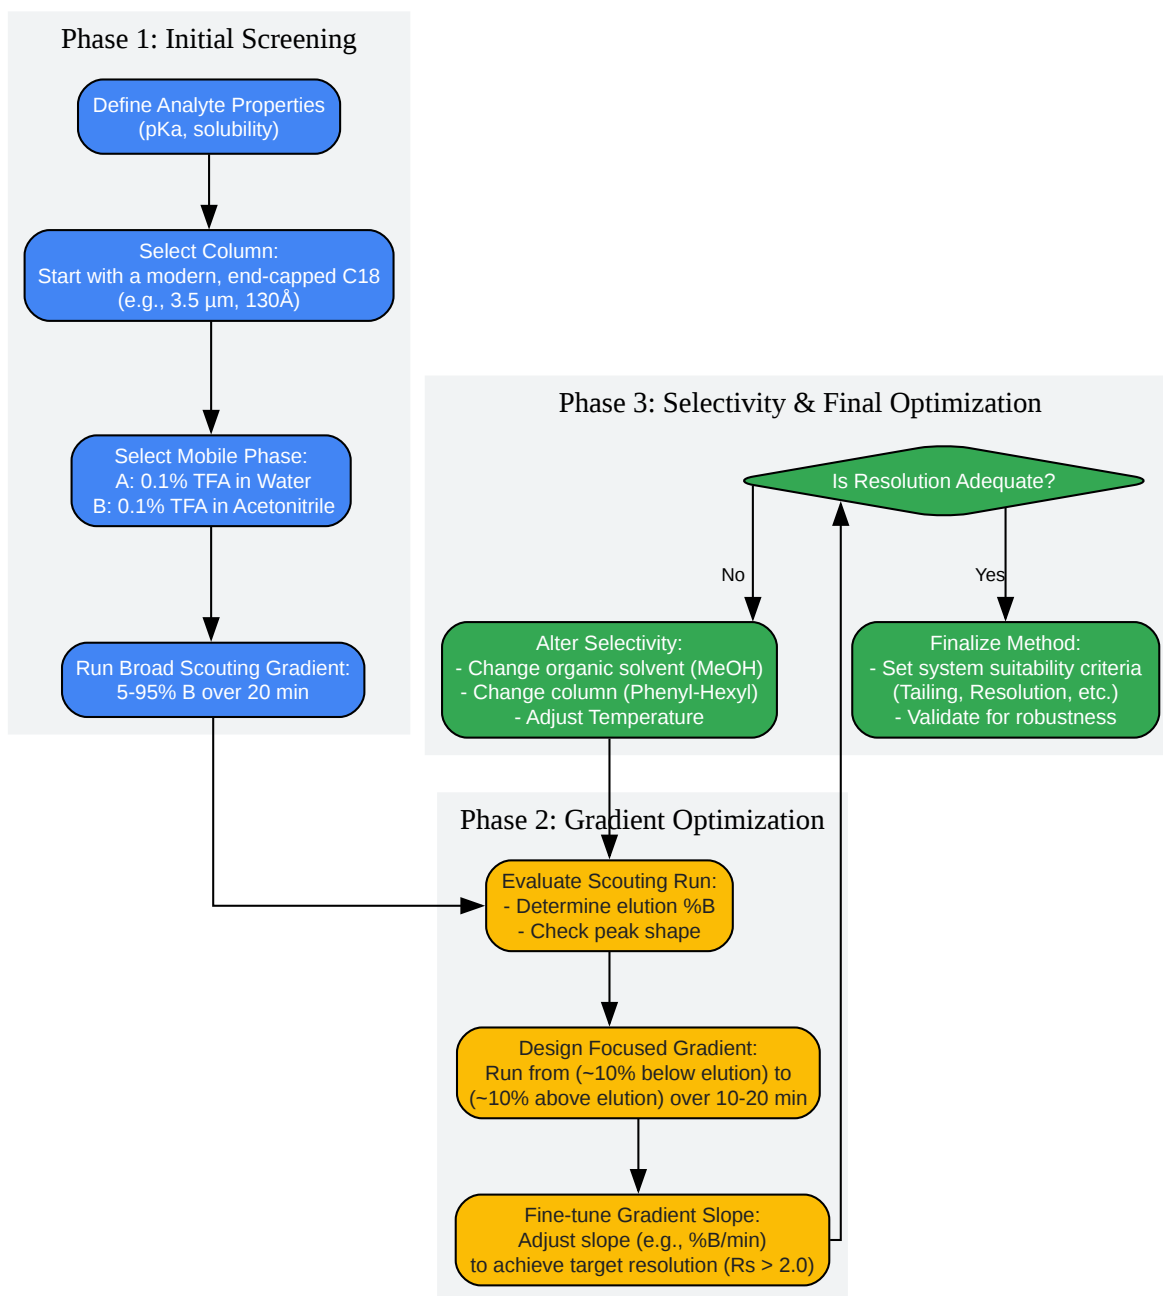 Phase 1: Initial Screening
Define Analyte Properties
(pKa, solubility)
Select Column:
Start with a modern, end-capped C18
(e.g., 3.5 µm, 130Å)
Select Mobile Phase:
A: 0.1% TFA in Water
B: 0.1% TFA in Acetonitrile
Run Broad Scouting Gradient:
5-95% B over 20 min
Phase 3: Selectivity & Final Optimization
Is Resolution Adequate?
No
Yes
Alter Selectivity:
- Change organic solvent (MeOH)
- Change column (Phenyl-Hexyl)
- Adjust Temperature
Finalize Method:
- Set system suitability criteria
(Tailing, Resolution, etc.)
- Validate for robustness
Phase 2: Gradient Optimization
Evaluate Scouting Run:
- Determine elution %B
- Check peak shape
Design Focused Gradient:
Run from (~10% below elution) to
(~10% above elution) over 10-20 min
Fine-tune Gradient Slope:
Adjust slope (e.g., %B/min)
to achieve target resolution (Rs > 2.0)